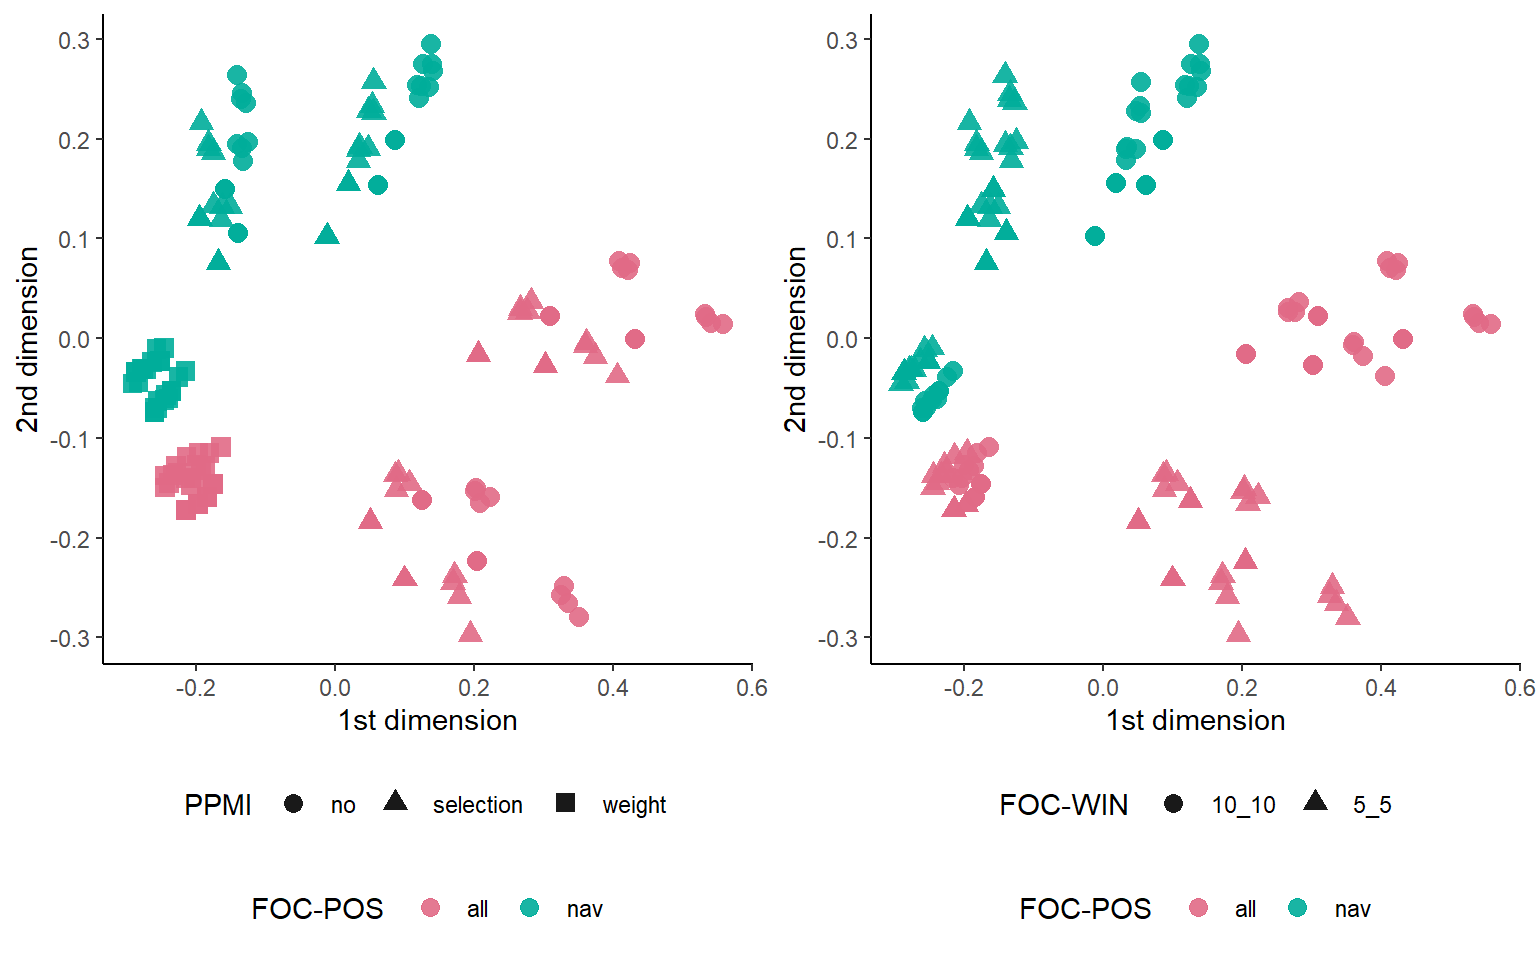 0.3
0.2
0.1
0.0
-0.1
-0.2
-0.3
2nd dimension
-0.2 0.0 0.2 0.4 0.6
1st dimension
PPMI no selection weight
FOC-POS all nav
0.3
0.2
0.1
0.0
-0.1
-0.2
-0.3
2nd dimension
-0.2 0.0 0.2 0.4 0.6
1st dimension
FOC-WIN 10_10 5_5
FOC-POS all nav